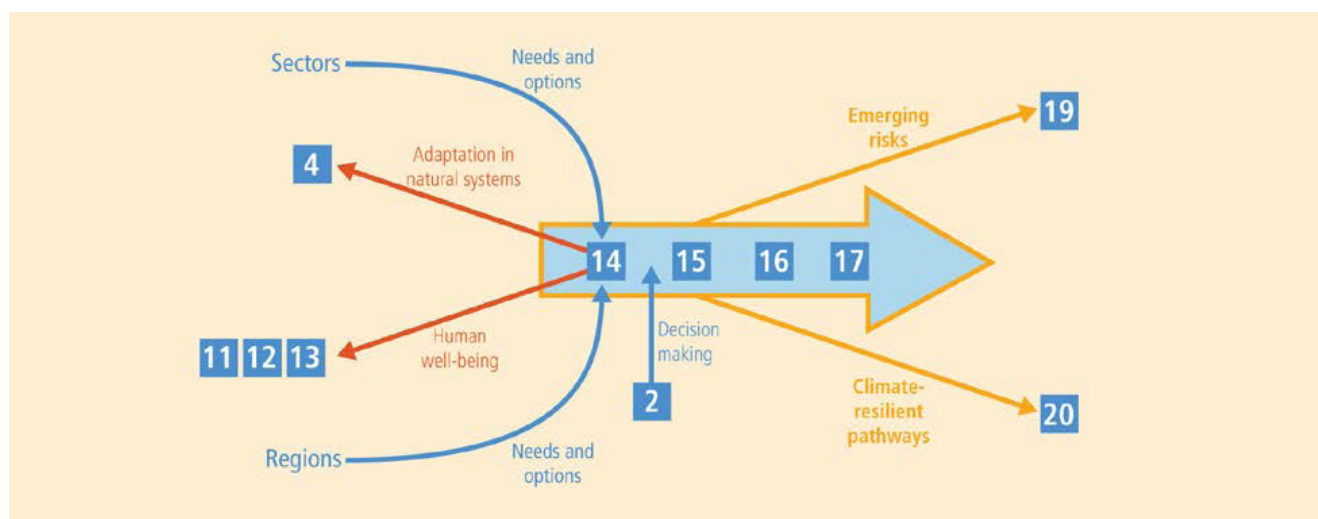 Sectors
Needs and
options
19
Emerging
risks
4
Adaptation in
natural systems
14
15
16
17
11 12 13
Human
well-being
Decision
making
2
Climate-
resilient
pathways
20
Regions
Needs and
options